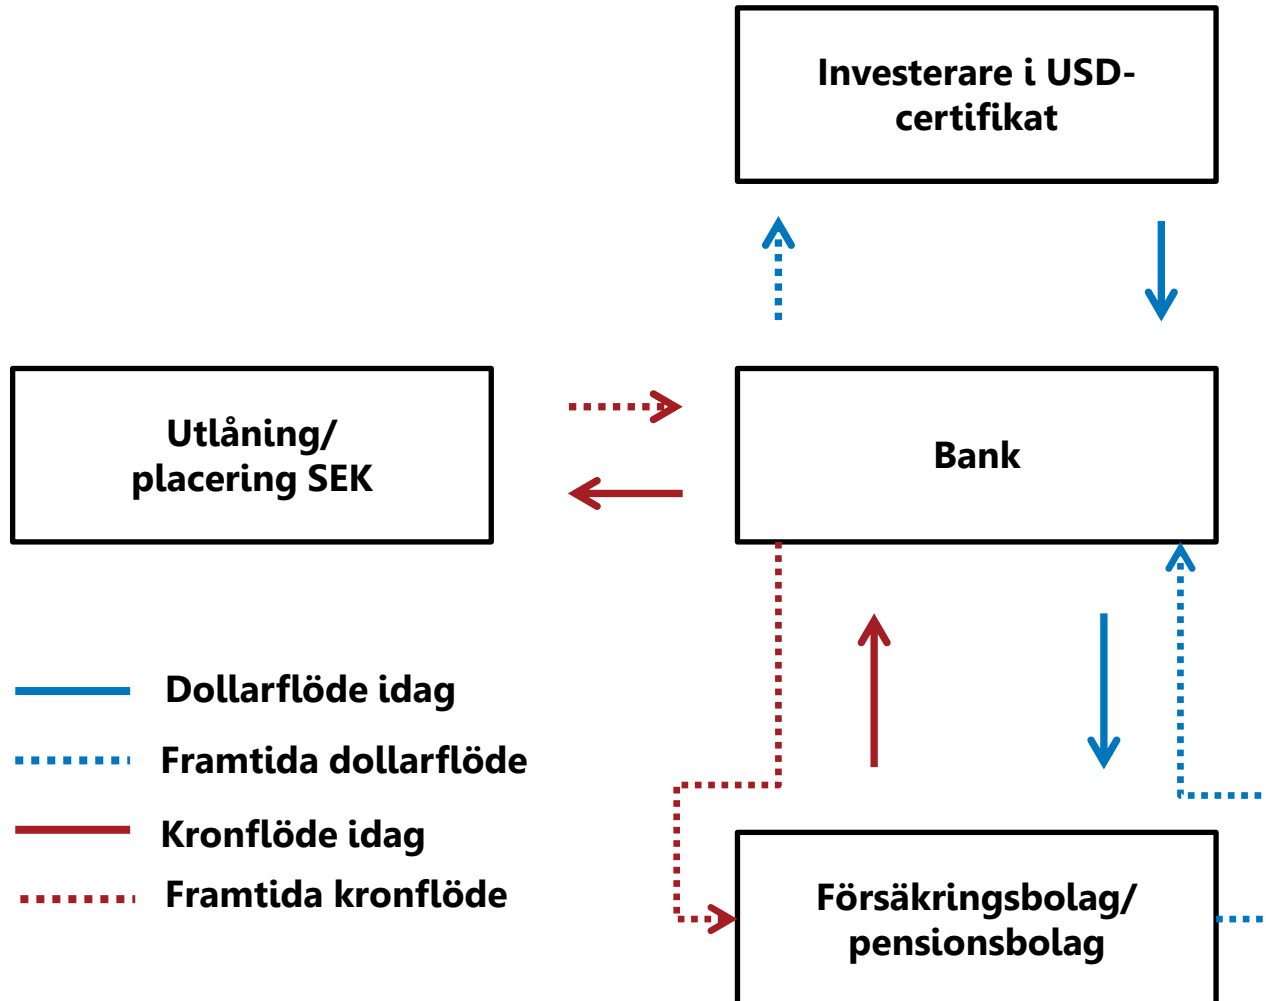 Investerare i USD-
certifikat
Utlåning/
placering SEK
Bank
Dollarflöde idag
Framtida dollarflöde
Kronflöde idag
Framtida kronflöde
Försäkringsbolag/
pensionsbolag